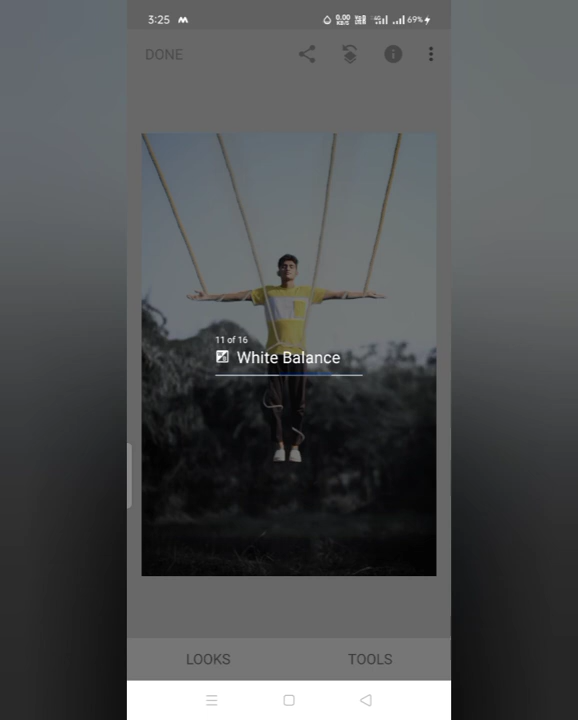 3:25
0.00
KB/S
69%
DONE
11 of 16
White Balance
LOOKS
TOOLS